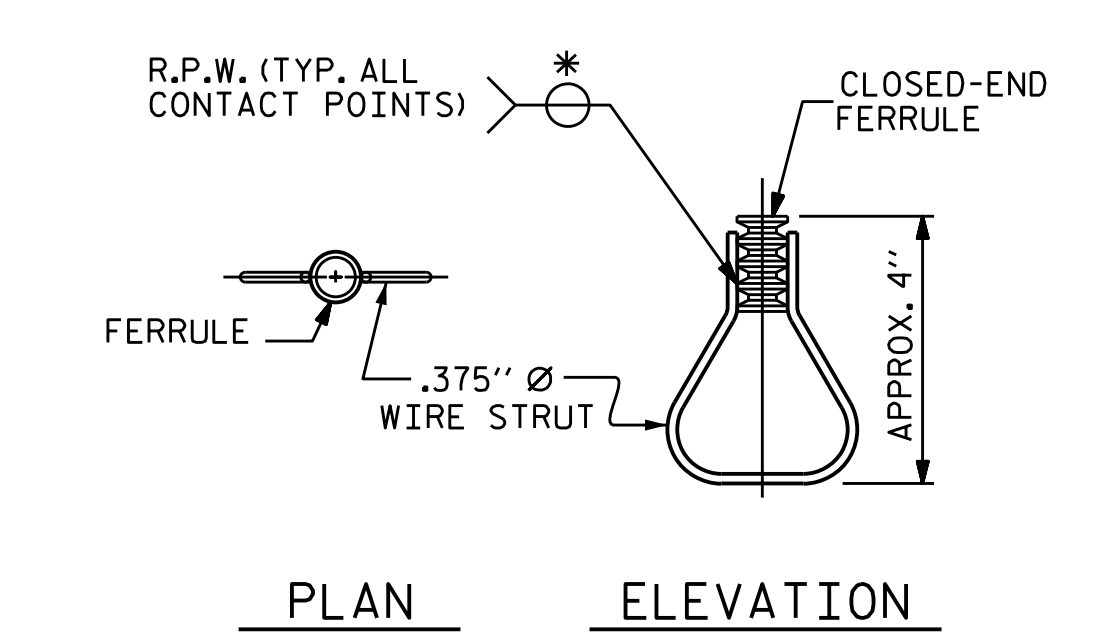 R.P.W. (TYP. ALL
CONTACT POINTS)
*
CLOSED-END
FERRULE
FERRULE
.375" Ø
WIRE STRUT
APPROX. 4"
PLAN
ELEVATION